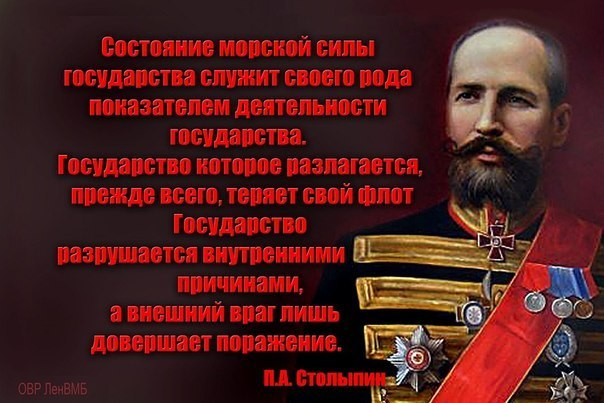 Состояние морской силы
государства служит своего рода
показателем деятельности
государства.
Государство которое разлагается,
прежде всего, теряет свой флот
Государство
разрушается внутренними
причинами,
а внешний враг лишь
довершает поражение.
П.А. Столыпин
ОВР ЛенВМБ